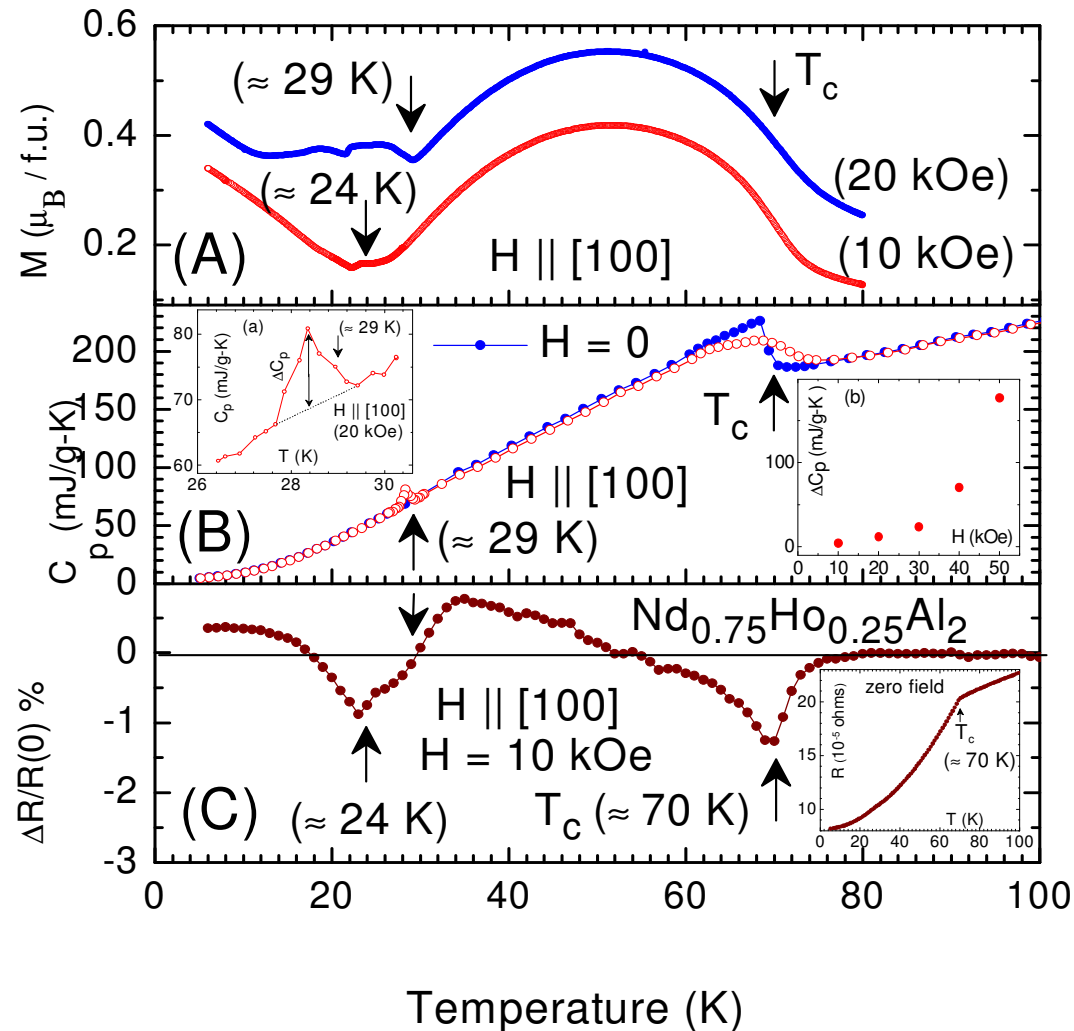 0.6
0.4
0.2
M (μB / f.u.)
(≈ 29 K)
Tc
(≈ 24 K)
(20 kOe)
(A)
H || [100]
(10 kOe)
200
150
100
50
0
Cp (mJ/g-K)
H = 0
Tc
H || [100]
(B)
(≈ 29 K)
(a)
(≈ 29 K)
80
70
60
Cp (mJ/g-K)
ΔCp
H || [100]
(20 kOe)
T (K)
26 28 30
(b)
100
0
ΔCp (mJ/g-K)
H (kOe)
0 10 20 30 40 50
Nd0.75Ho0.25Al2
0
-1
-2
-3
ΔR/R(0) %
H || [100]
H = 10 kOe
(C)
(≈ 24 K)
Tc (≈ 70 K)
zero field
20
15
10
R (10-5 ohms)
Tc
(≈ 70 K)
T (K)
0 20 40 60 80 100
0 20 40 60 80 100
Temperature (K)